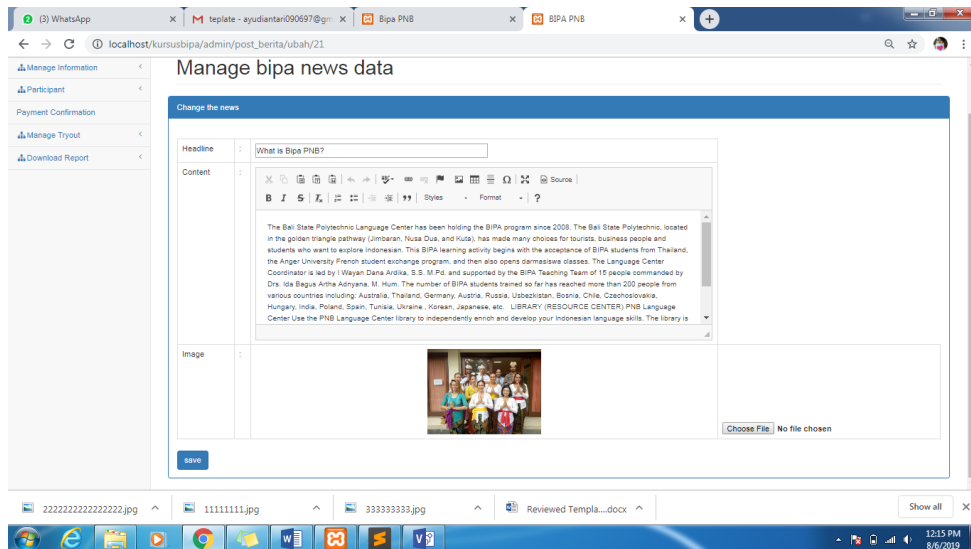 (3) WhatsApp
teplate - ayudiantari090697@gm
Bipa PNB
BIPA PNB
localhost/kursusbipa/admin/post_berita/ubah/21
Manage Information
Participant
Payment Confirmation
Manage Tryout
Download Report
Manage bipa news data
Change the news
Headline : What is Bipa PNB?
Content :
Source
B I S Ix Styles Format ?
The Bali State Polytechnic Language Center has been holding the BIPA program since 2008. The Bali State Polytechnic, located
in the golden triangle pathway (Jimbaran, Nusa Dua, and Kuta), has made many choices for tourists, business people and
students who want to explore Indonesian. This BIPA learning activity begins with the acceptance of BIPA students from Thailand,
the Anger University French student exchange program, and then also opens darmasiswa classes. The Language Center
Coordinator is led by I Wayan Dana Ardika, S.S. M.Pd. and supported by the BIPA Teaching Team of 15 people commanded by
Drs. Ida Bagus Artha Adnyana, M. Hum. The number of BIPA students trained so far has reached more than 200 people from
various countries including: Australia, Thailand, Germany, Austria, Russia, Usbezkistan, Bosnia, Chile, Czechoslovakia,
Hungary, India, Poland, Spain, Tunisia, Ukraine , Korean, Japanese, etc. LIBRARY (RESOURCE CENTER) PNB Language
Center Use the PNB Language Center library to independently enrich and develop your Indonesian language skills. The library is
Image :
Choose File No file chosen
save
2222222222222222.jpg
11111111.jpg
333333333.jpg
Reviewed Templa....docx
Show all
12:15 PM
8/6/2019